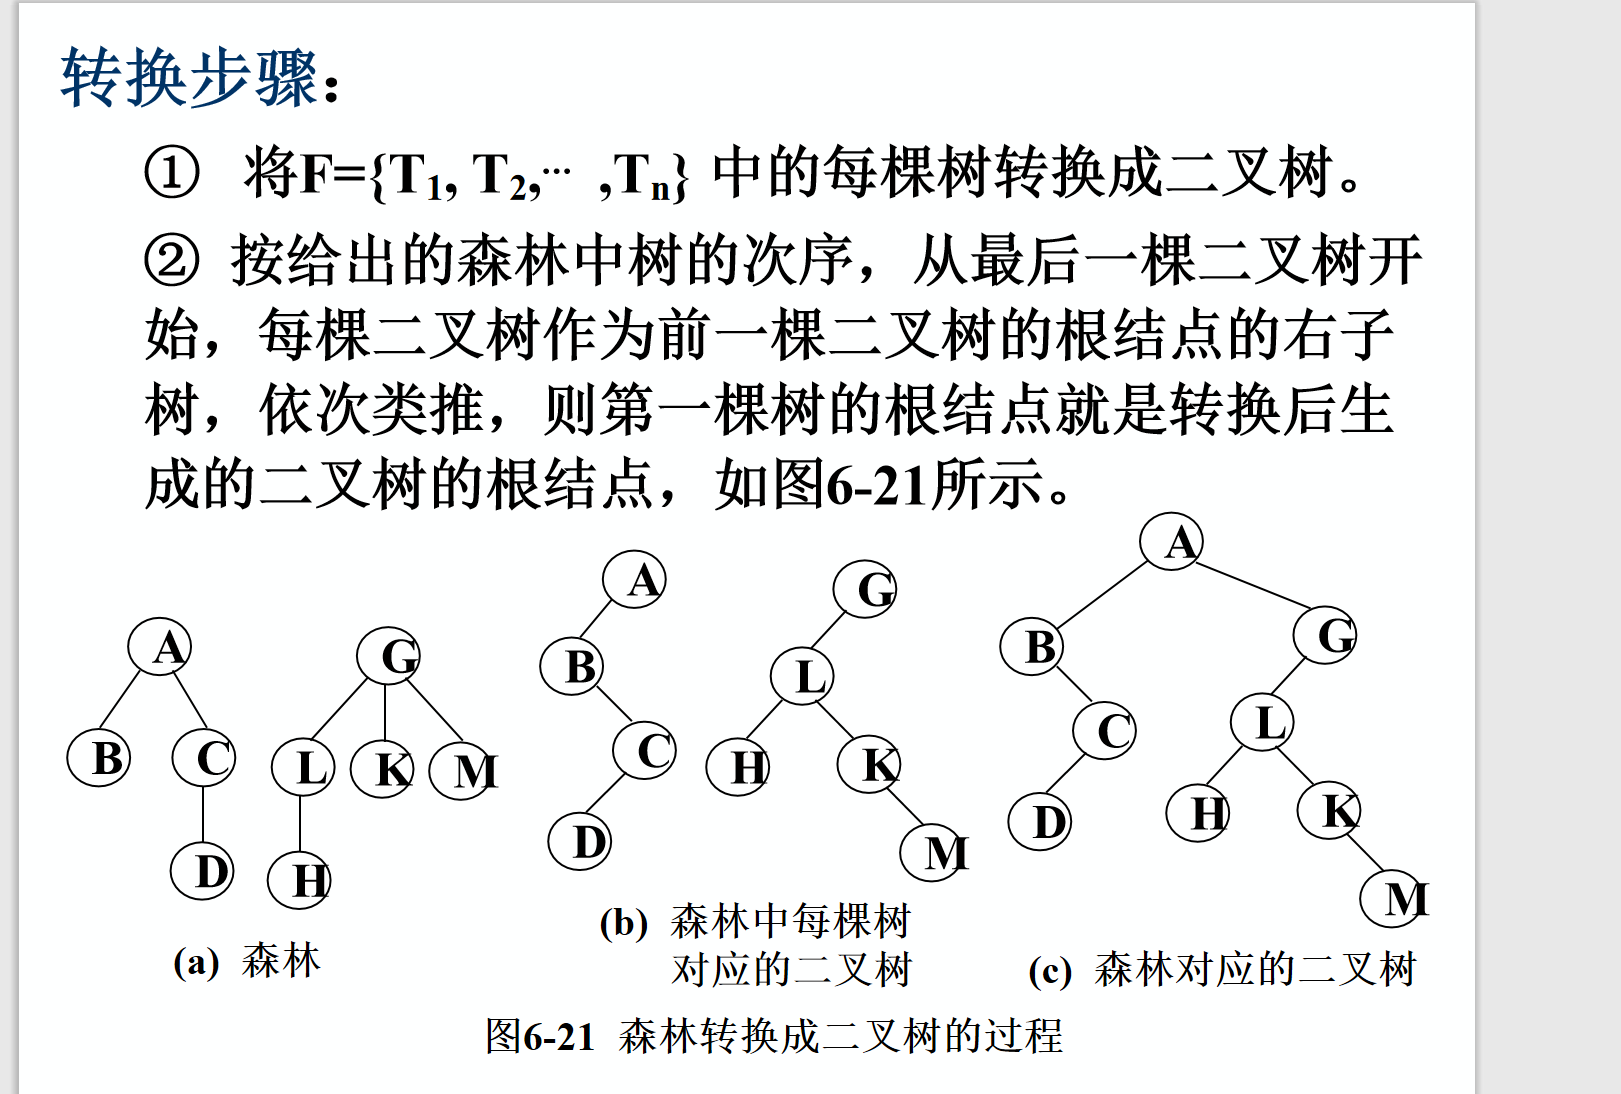 转换步骤：
① 将F={T1, T2,… ,Tn} 中的每棵树转换成二叉树。
② 按给出的森林中树的次序，从最后一棵二叉树开
始，每棵二叉树作为前一棵二叉树的根结点的右子
树，依次类推，则第一棵树的根结点就是转换后生
成的二叉树的根结点，如图6-21所示。
A
B C
D
G
L K M
H
(a) 森林
A
B
C
D
G
L
H K
M
(b) 森林中每棵树
对应的二叉树
A
B G
C L
D H K
M
(c) 森林对应的二叉树
图6-21 森林转换成二叉树的过程